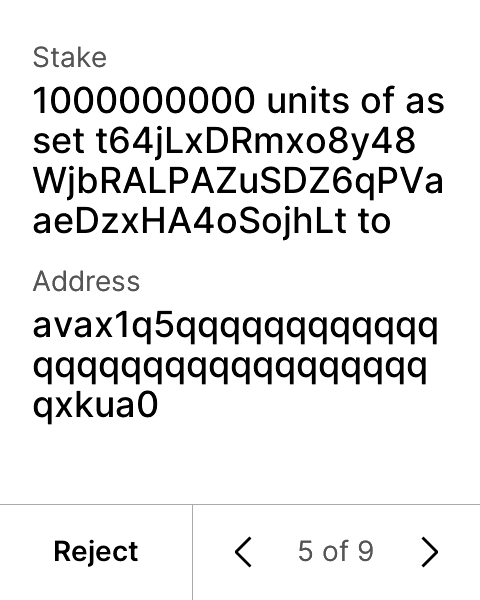 Stake
1000000000 units of as
set t64jLxDRmxo8y48
WjbRALPAZuSDZ6qPVa
aeDzxHA4oSojhLt to
Address
avax1q5qqqqqqqqqqqq
qqqqqqqqqqqqqqqqqq
qxkua0
Reject
5 of 9